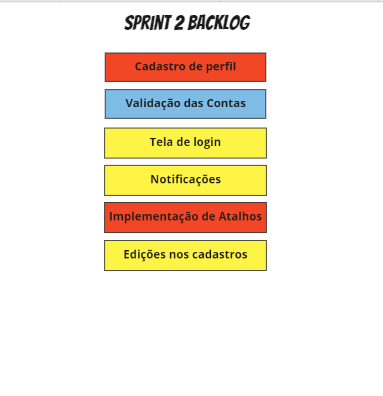 SPRINT 2 BACKLOG
Cadastro de perfil
Validação das Contas
Tela de login
Notificações
Implementação de Atalhos
Edições nos cadastros